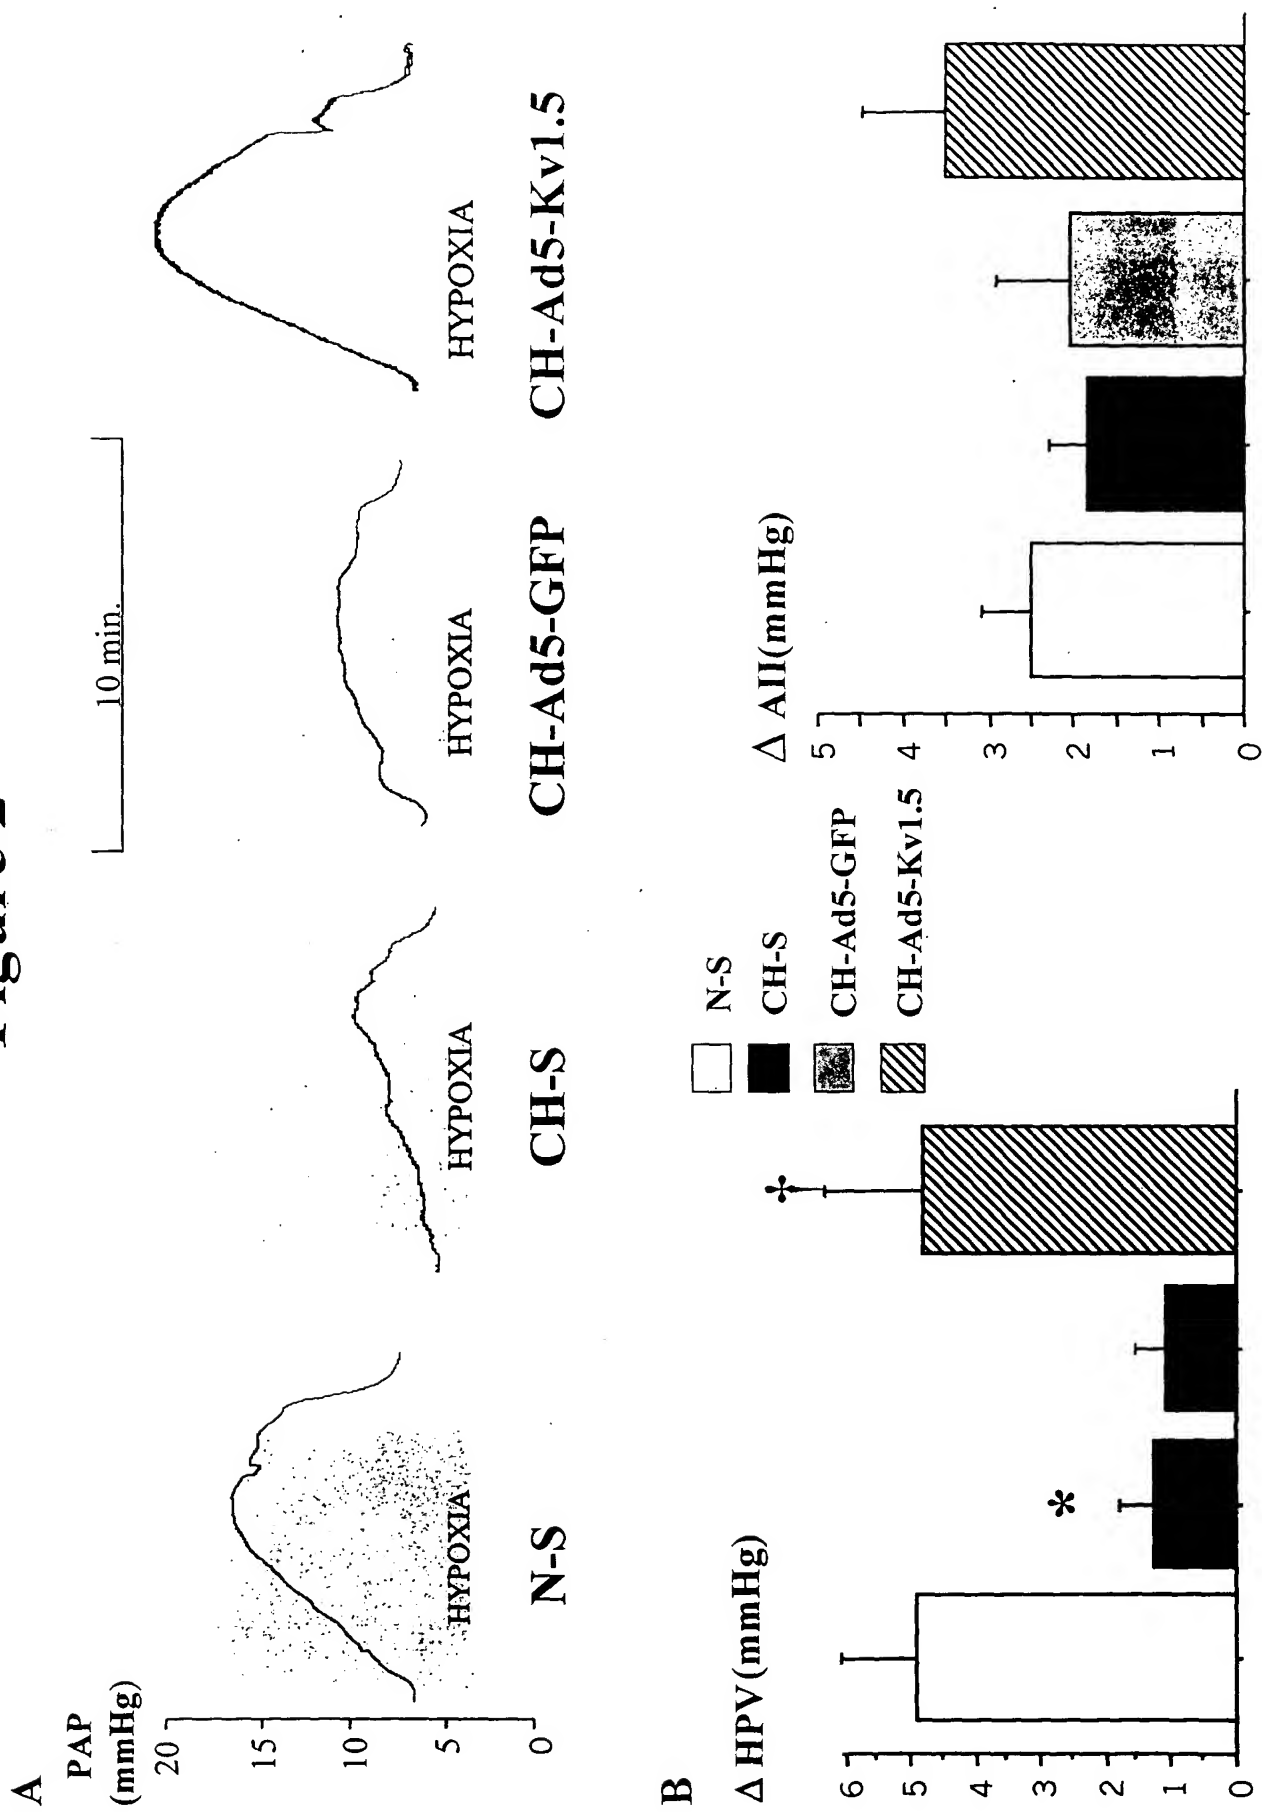 A
PAP
(mmHg)
20
15
10
5
0
10 min.
HYPOXIA
HYPOXIA
HYPOXIA
HYPOXIA
N-S
CH-S
CH-Ad5-GFP
CH-Ad5-Kv1.5
B
Δ HPV(mmHg)
6
5
4
3
2
1
0
*
‡
N-S
CH-S
CH-Ad5-GFP
CH-Ad5-Kv1.5
Δ AII(mmHg)
5
4
3
2
1
0